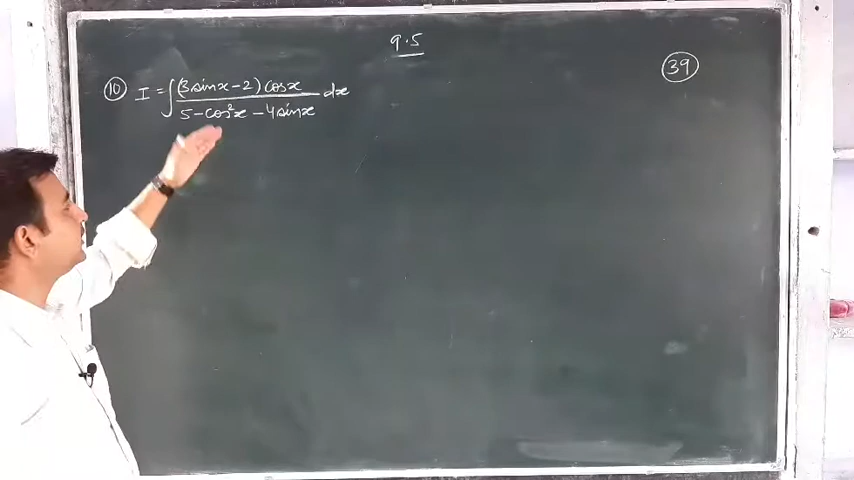 9.5
39
10 I = ∫ (3sinx-2) cosx / 5-cos²x-4sinx dx